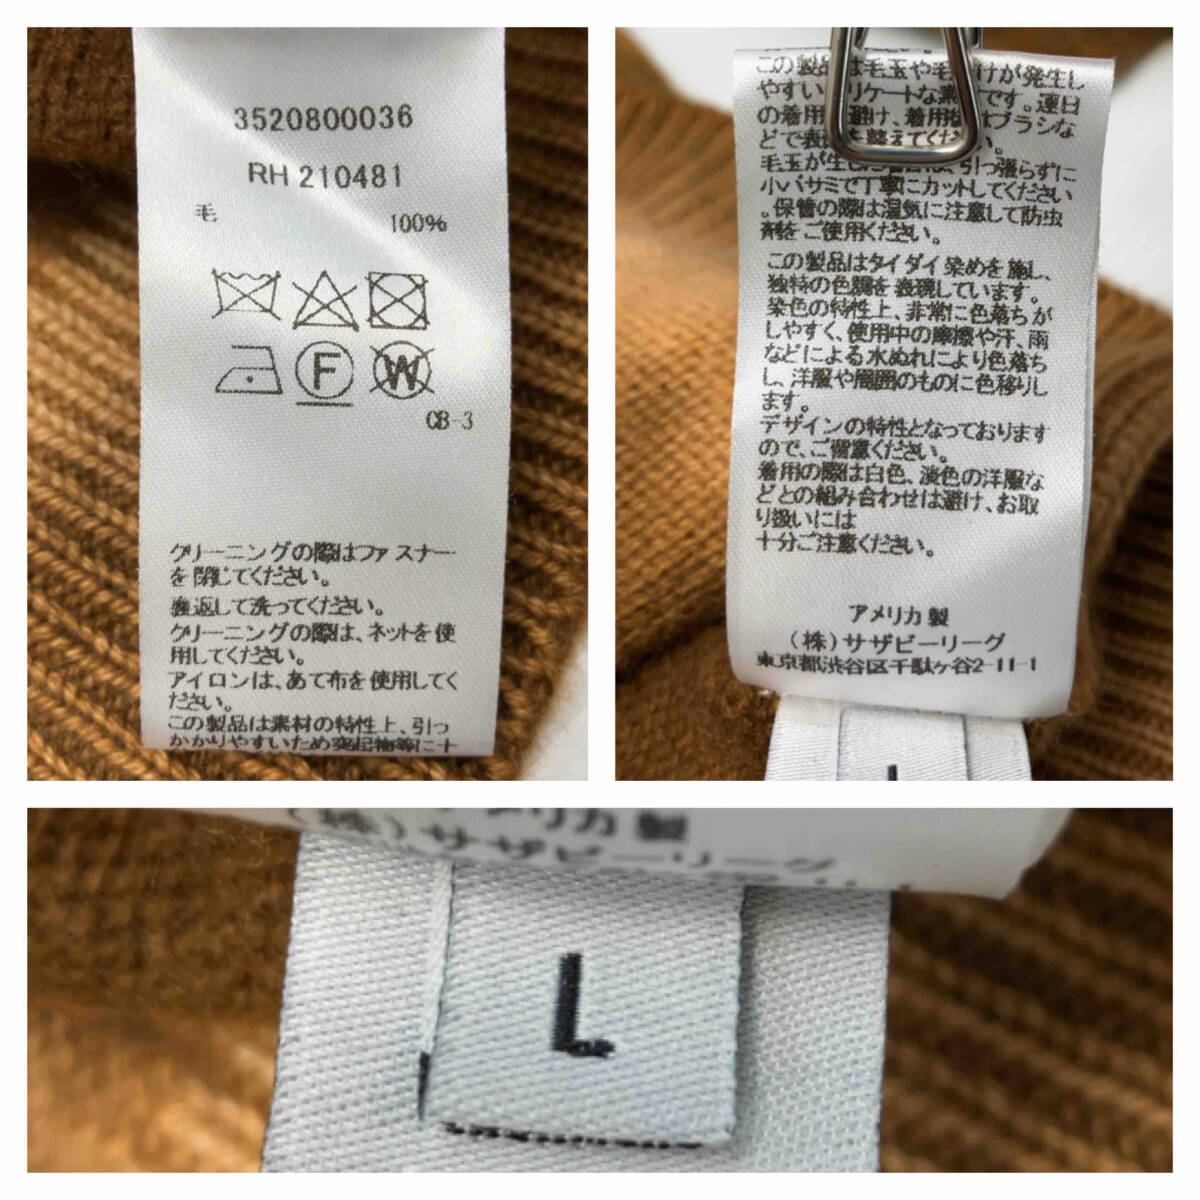 3520800036
RH 210481
毛 100%
F
W
CB-3
クリーニングの際はファスナー
を閉じてください。
裏返して洗ってください。
クリーニングの際は、ネットを使
用してください。
アイロンは、あて布を使用してく
ださい。
この製品は素材の特性上、引っ
かかりやすいため突起物等に十
この製品は毛玉や毛 けが発生し
やすい リケートな素 です。連日
の着用 避け、着用 はブラシな
どで表 を整えてくだ い。
毛玉が生 、引っ張らずに
小バサミで丁寧にカットしてください
。保管の際は湿気に注意して防虫
剤をご使用ください。
この製品はタイダイ染めを施し、
独特の色調を表現しています。
染色の特性上、非常に色落ちが
しやすく、使用中の摩擦や汗、雨
などによる水ぬれにより色落ち
し、洋服や周囲のものに色移りし
ます。
デザインの特性となっております
ので、ご留意ください。
着用の際は白色、淡色の洋服な
どとの組み合わせは避け、お取
り扱いには
十分ご注意ください。
アメリカ製
(株)サザビーリーグ
東京都渋谷区千駄ヶ谷2-11-1
メリカ製
(株)サザビーリーグ
L